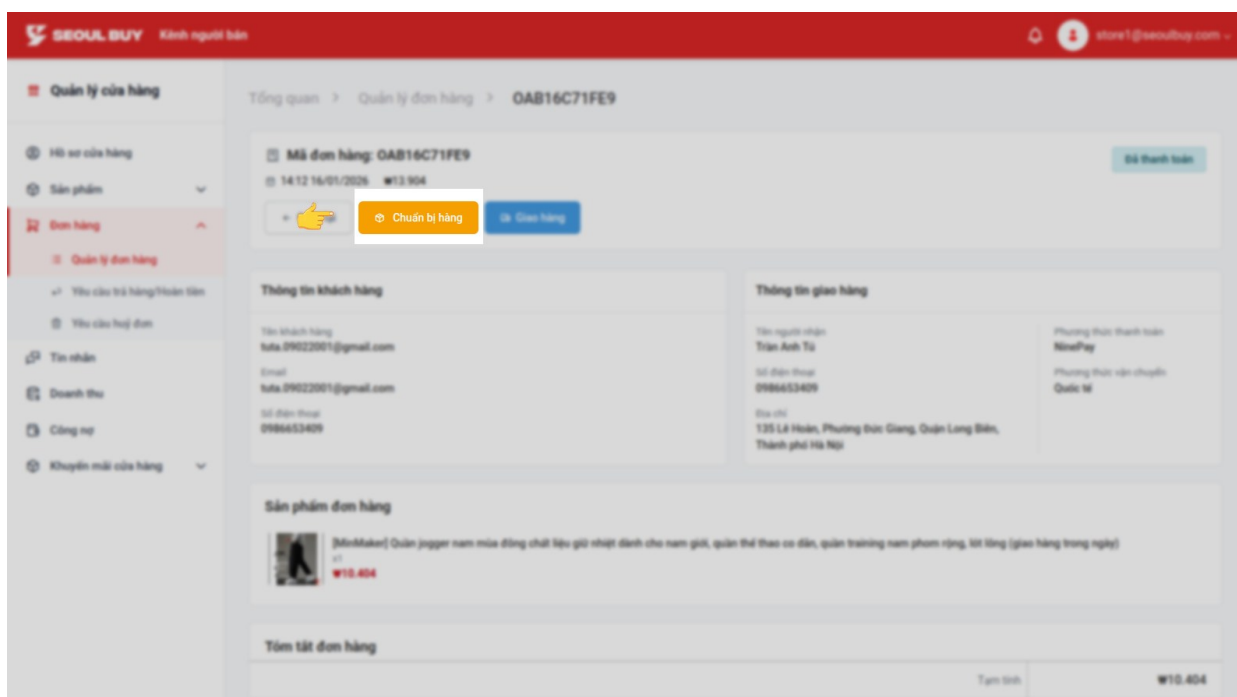 SEOUL BUY Kênh người bán
store1@seoulbuy.com
Quản lý cửa hàng
Tổng quan > Quản lý đơn hàng > OAB16C71FE9
Hồ sơ cửa hàng
Sản phẩm
Đơn hàng
Quản lý đơn hàng
Yêu cầu trả hàng/Hoàn tiền
Yêu cầu huỷ đơn
Tin nhắn
Doanh thu
Công nợ
Khuyến mãi cửa hàng
Mã đơn hàng: OAB16C71FE9
Đã thanh toán
14:12 16/01/2026 ₩13.904
Chuẩn bị hàng
Giao hàng
Thông tin khách hàng
Tên khách hàng
tuta.09022001@gmail.com
Email
tuta.09022001@gmail.com
Số điện thoại
0986653409
Thông tin giao hàng
Tên người nhận
Trần Anh Tú
Số điện thoại
0986653409
Địa chỉ
135 Lê Hoàn, Phường Đức Giang, Quận Long Biên,
Thành phố Hà Nội
Phương thức thanh toán
NinePay
Phương thức vận chuyển
Quốc tế
Sản phẩm đơn hàng
[MinMaker] Quần jogger nam mùa đông chất liệu giữ nhiệt dành cho nam giới, quần thể thao co dãn, quần training nam phom rộng, lót lông (giao hàng trong ngày)
x1
₩10.404
Tóm tắt đơn hàng
Tạm tính ₩10.404